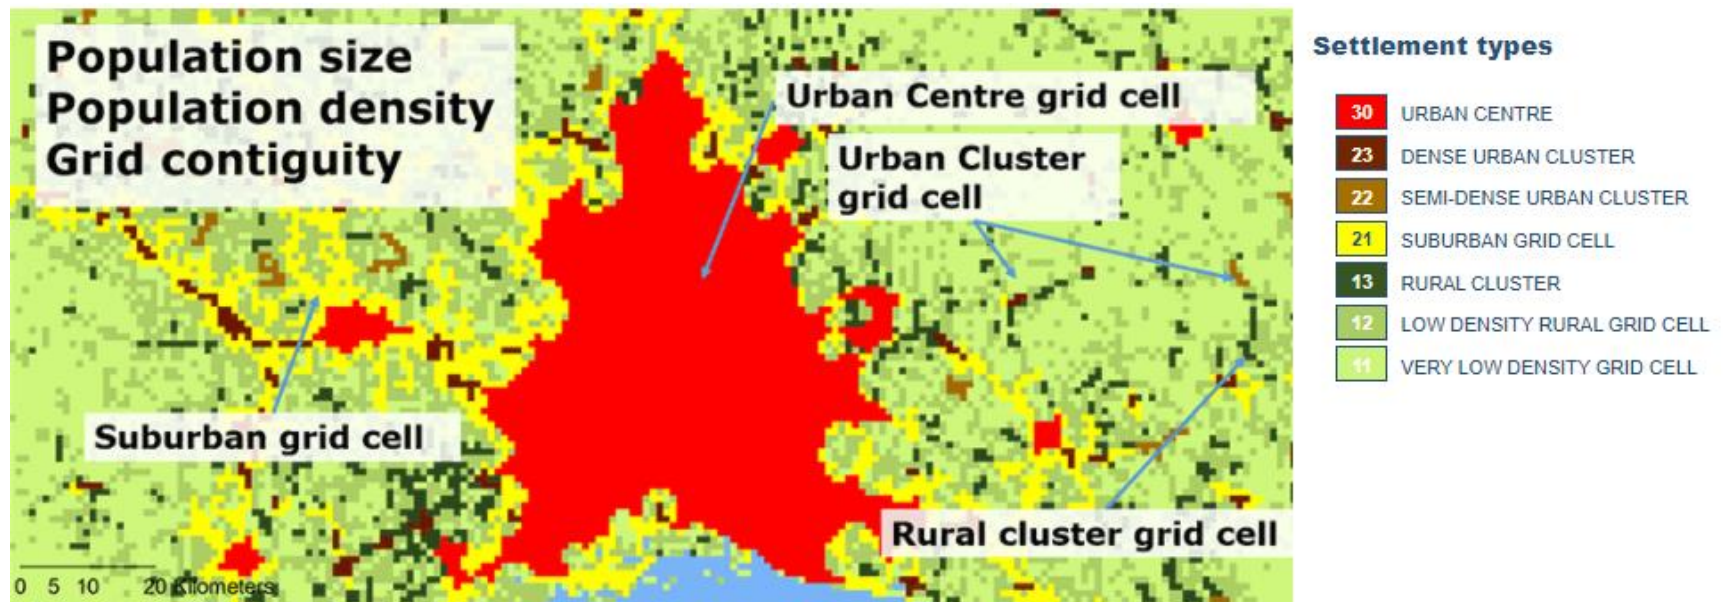 Population size
Population density
Grid contiguity
Urban Centre grid cell
Urban Cluster
grid cell
Suburban grid cell
Rural cluster grid cell
0 5 10 20 Kilometers
Settlement types
30 URBAN CENTRE
23 DENSE URBAN CLUSTER
22 SEMI-DENSE URBAN CLUSTER
21 SUBURBAN GRID CELL
13 RURAL CLUSTER
12 LOW DENSITY RURAL GRID CELL
11 VERY LOW DENSITY GRID CELL